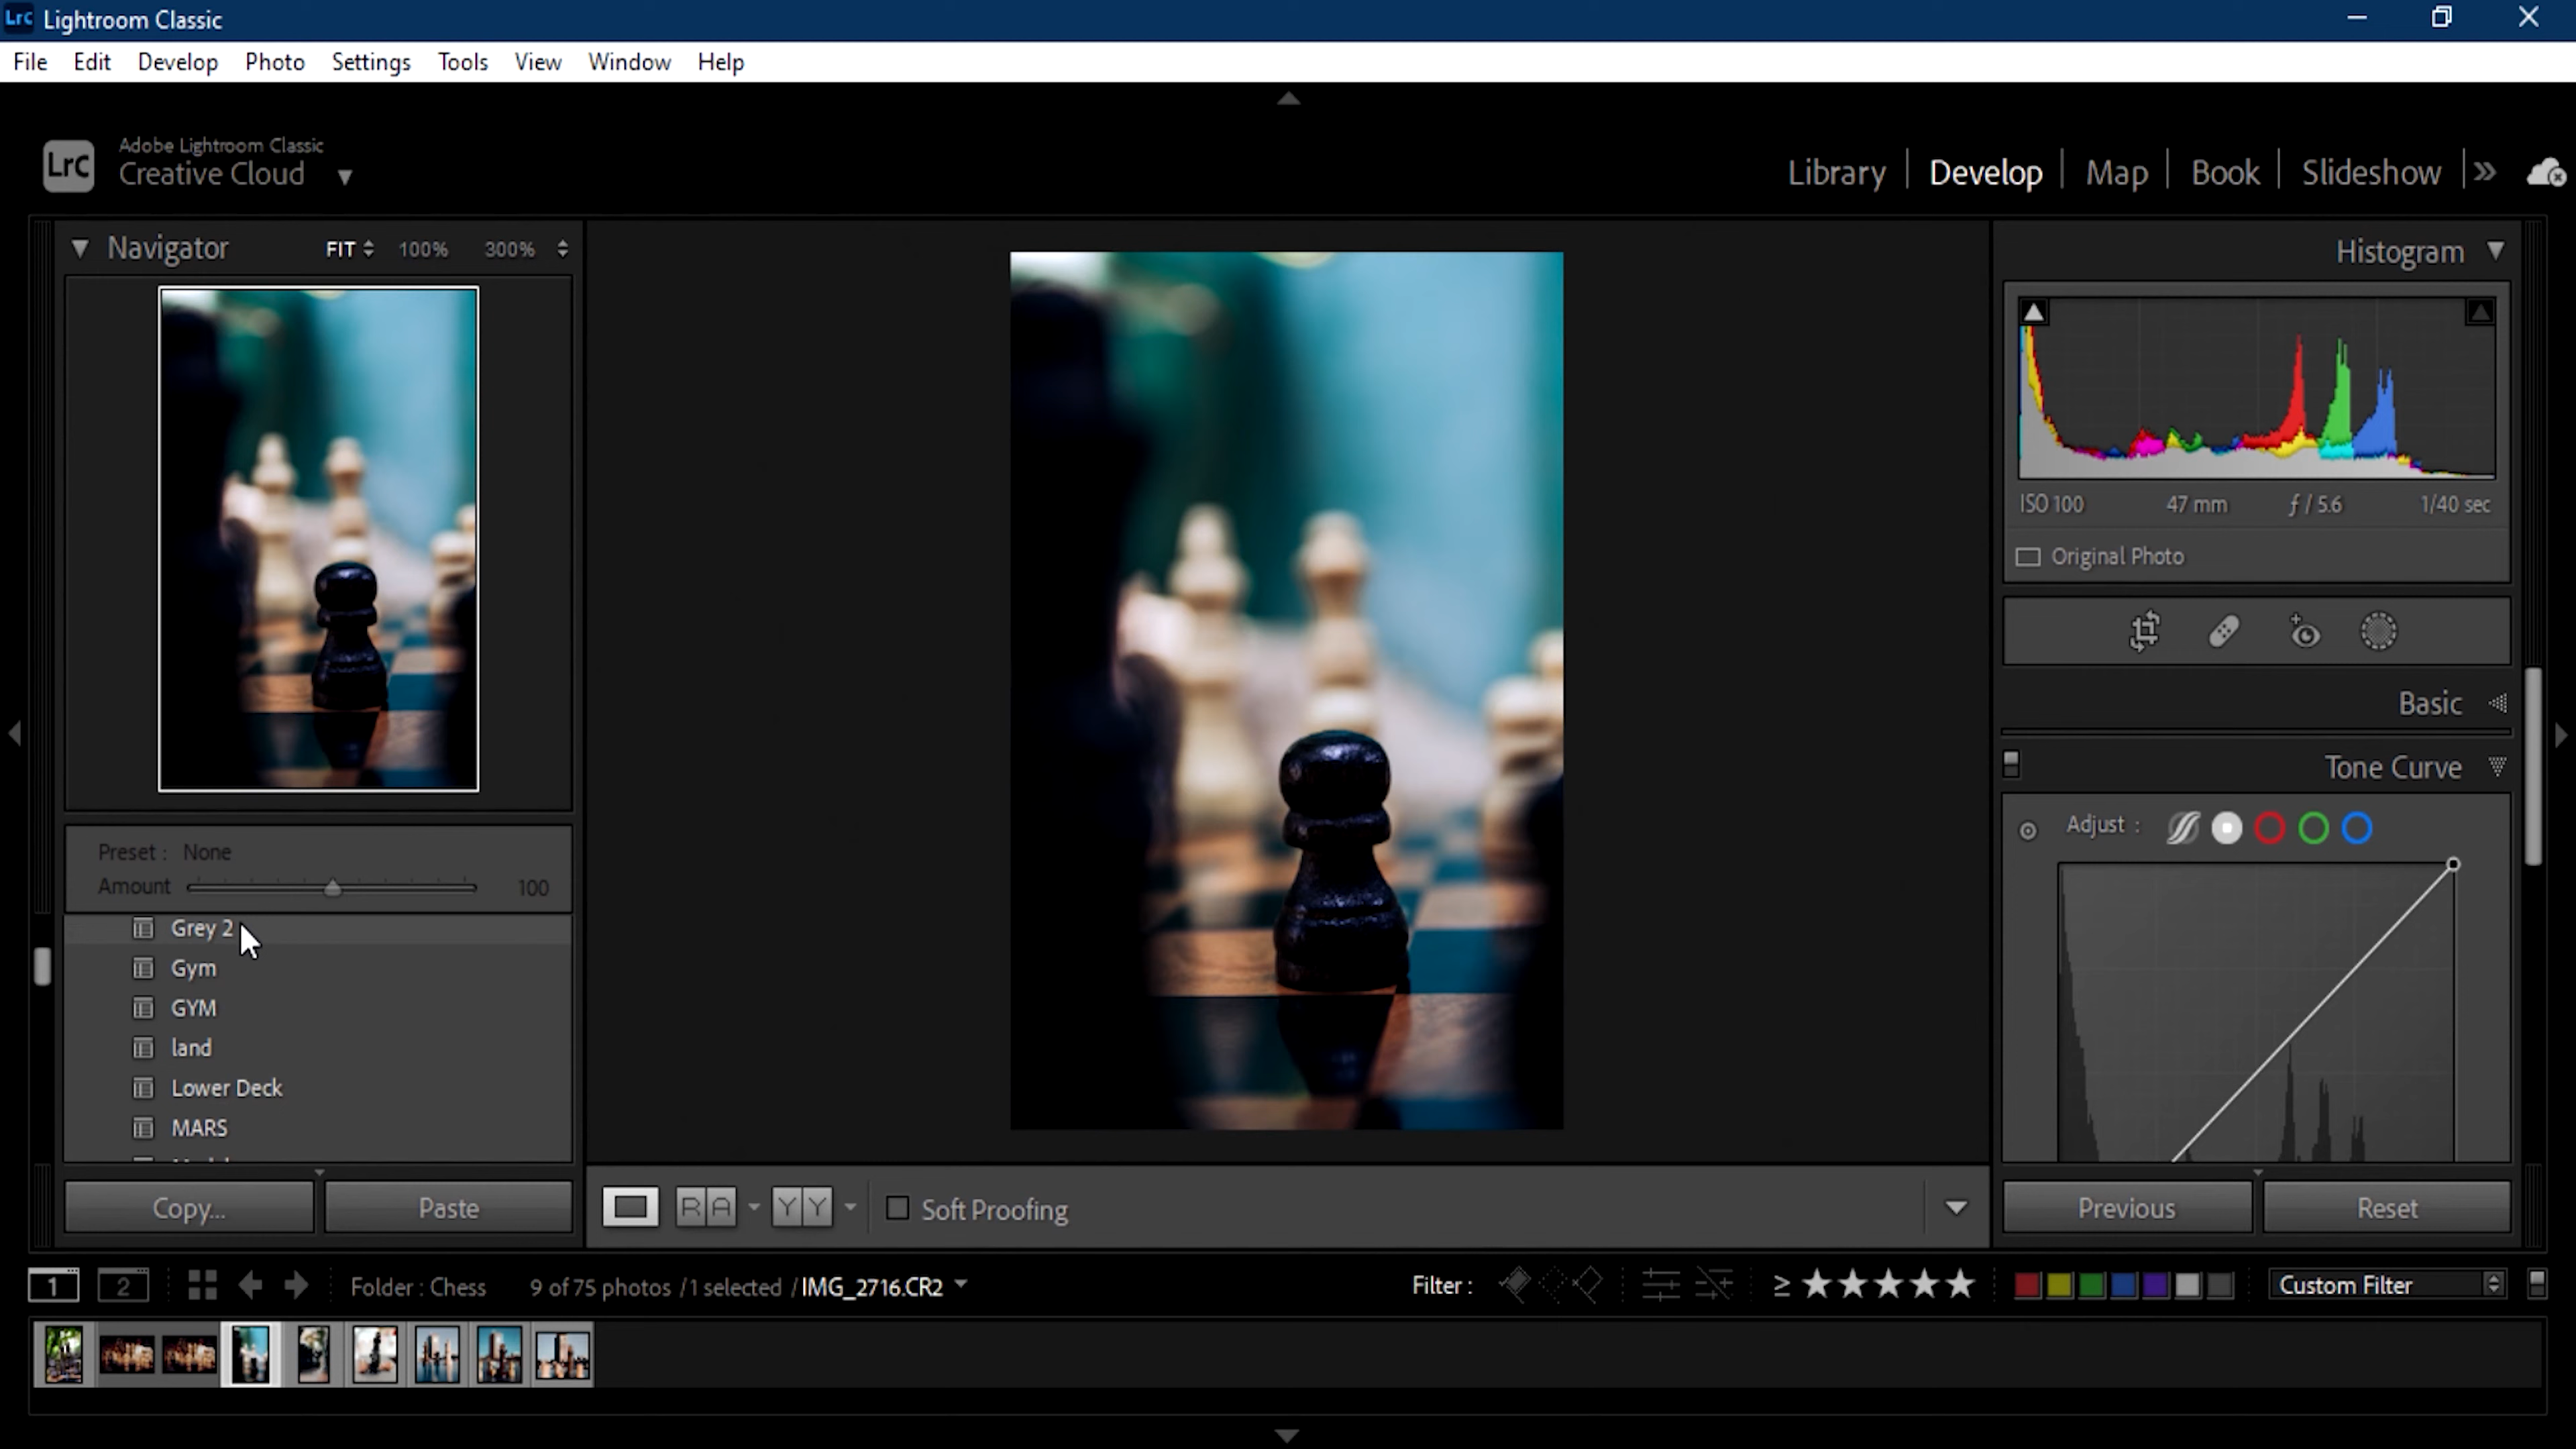 Lrc Lightroom Classic
File Edit Develop Photo Settings Tools View Window Help
Lrc
Adobe Lightroom Classic
Creative Cloud
Library Develop Map Book Slideshow
Navigator FIT 100% 300%
Histogram
ISO 100 47 mm ƒ / 5.6 1/40 sec
Original Photo
Basic
Tone Curve
Adjust :
Preset : None
Amount 100
Grey 2
Gym
GYM
land
Lower Deck
MARS
Copy... Paste
R A Y Y Soft Proofing
Previous Reset
1 2 Folder : Chess 9 of 75 photos / 1 selected / IMG_2716.CR2 Filter : ≥ Custom Filter